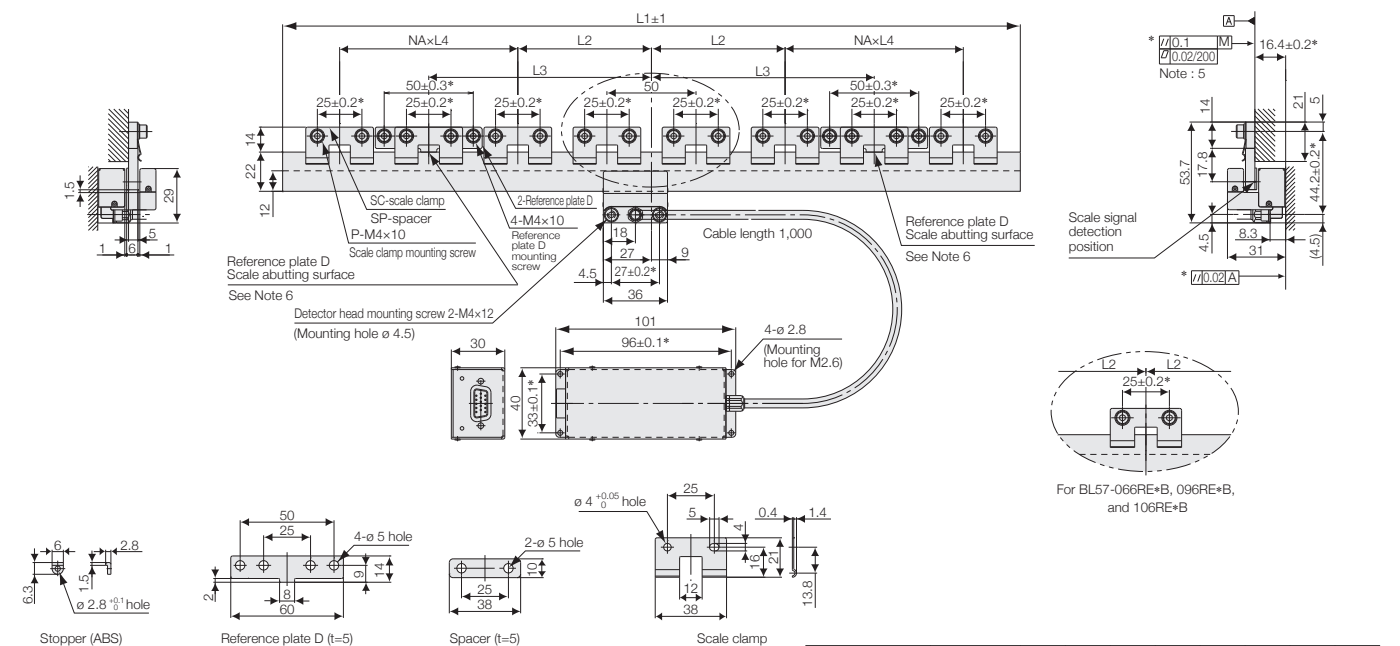 L1±1
NA×L4
L2
L2
NA×L4
L3
L3
50±0.3*
50
50±0.3*
25±0.2*
25±0.2*
25±0.2*
25±0.2*
25±0.2*
25±0.2*
25±0.2*
25±0.2*
14
22
12
SC-scale clamp
SP-spacer
P-M4×10
Scale clamp mounting screw
2-Reference plate D
4-M4×10
Reference
plate D
mounting
screw
Reference plate D
Scale abutting surface
See Note 6
Detector head mounting screw 2-M4×12
(Mounting hole ø 4.5)
18
27
9
4.5
27±0.2*
36
Cable length 1,000
Reference plate D
Scale abutting surface
See Note 6
1.5
29
5
1
6
1
A
* // 0.1 M
▱ 0.02/200
Note : 5
16.4±0.2*
14
21
5
53.7
17.8
44.2±0.2*
Scale signal
detection
position
4.5
8.3
(4.5)
31
* // 0.02 A
101
96±0.1*
4-ø 2.8
(Mounting
hole for M2.6)
30
40
33±0.1*
L2
L2
25±0.2*
For BL57-066RE*B, 096RE*B,
and 106RE*B
6
2.8
6.3
1.5
ø 2.8 +0.1 0 hole
Stopper (ABS)
50
25
4-ø 5 hole
2
9
14
8
60
Reference plate D (t=5)
2-ø 5 hole
10
25
38
Spacer (t=5)
ø 4 +0.05 0 hole
25
5
4
16
21
12
38
0.4
1.4
13.8
Scale clamp